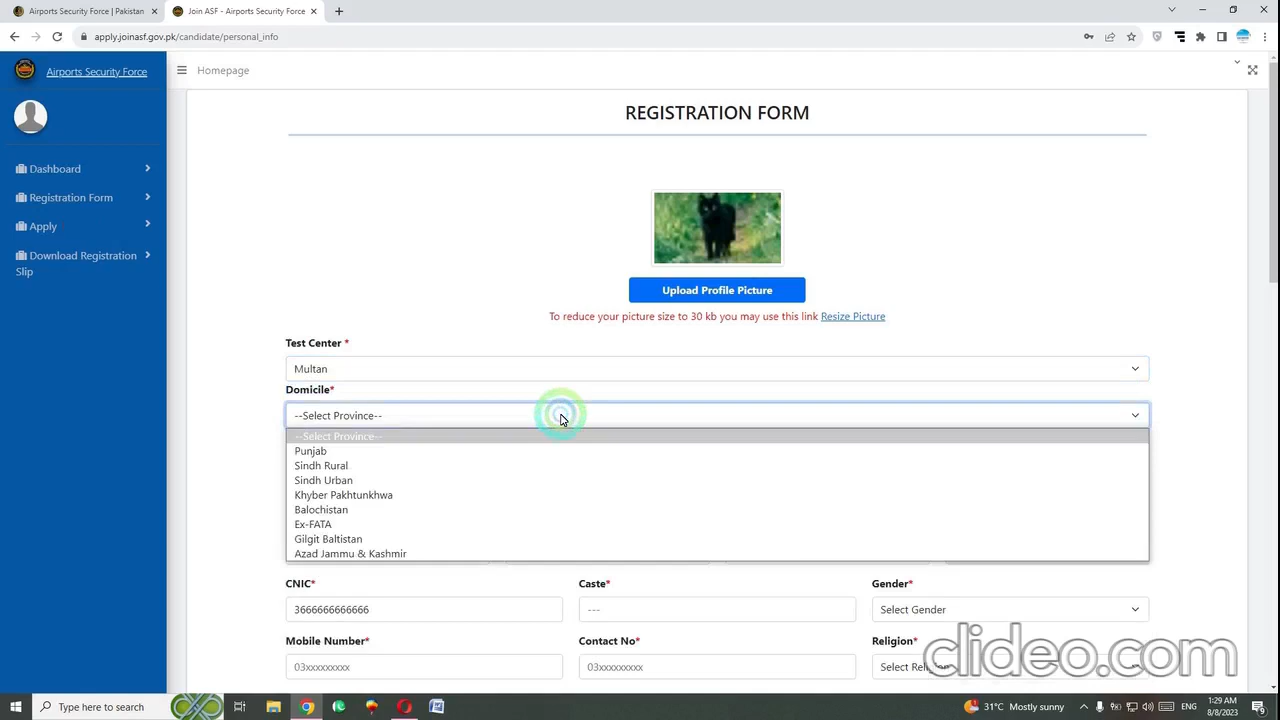 Airports Security Force | Pakistan
Join ASF - Airports Security Force
apply.joinasf.gov.pk/candidate/personal_info
Airports Security Force
Homepage
Dashboard
Registration Form
Apply
Download Registration
Slip
REGISTRATION FORM
Upload Profile Picture
To reduce your picture size to 30 kb you may use this link Resize Picture
Test Center *
Multan
Domicile*
--Select Province--
--Select Province--
Punjab
Sindh Rural
Sindh Urban
Khyber Pakhtunkhwa
Balochistan
Ex-FATA
Gilgit Baltistan
Azad Jammu & Kashmir
CNIC* Caste* Gender*
3666666666666 --- Select Gender
Mobile Number* Contact No* Religion*
03xxxxxxxxx 03xxxxxxxxx Select Religion
clideo.com
Type here to search
31°C Mostly sunny
ENG
1:29 AM
8/8/2023